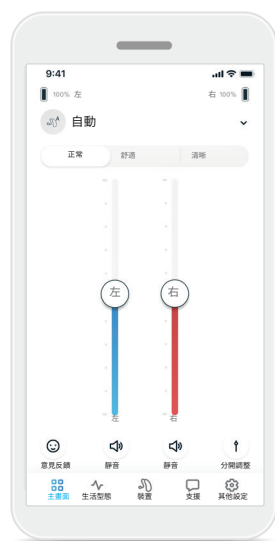 9:41
100% 左 右 100%
自動
正常 舒適 清晰
左 右
左 右
意見反饋 靜音 靜音 分開調整
主畫面 生活型態 裝置 支援 其他設定